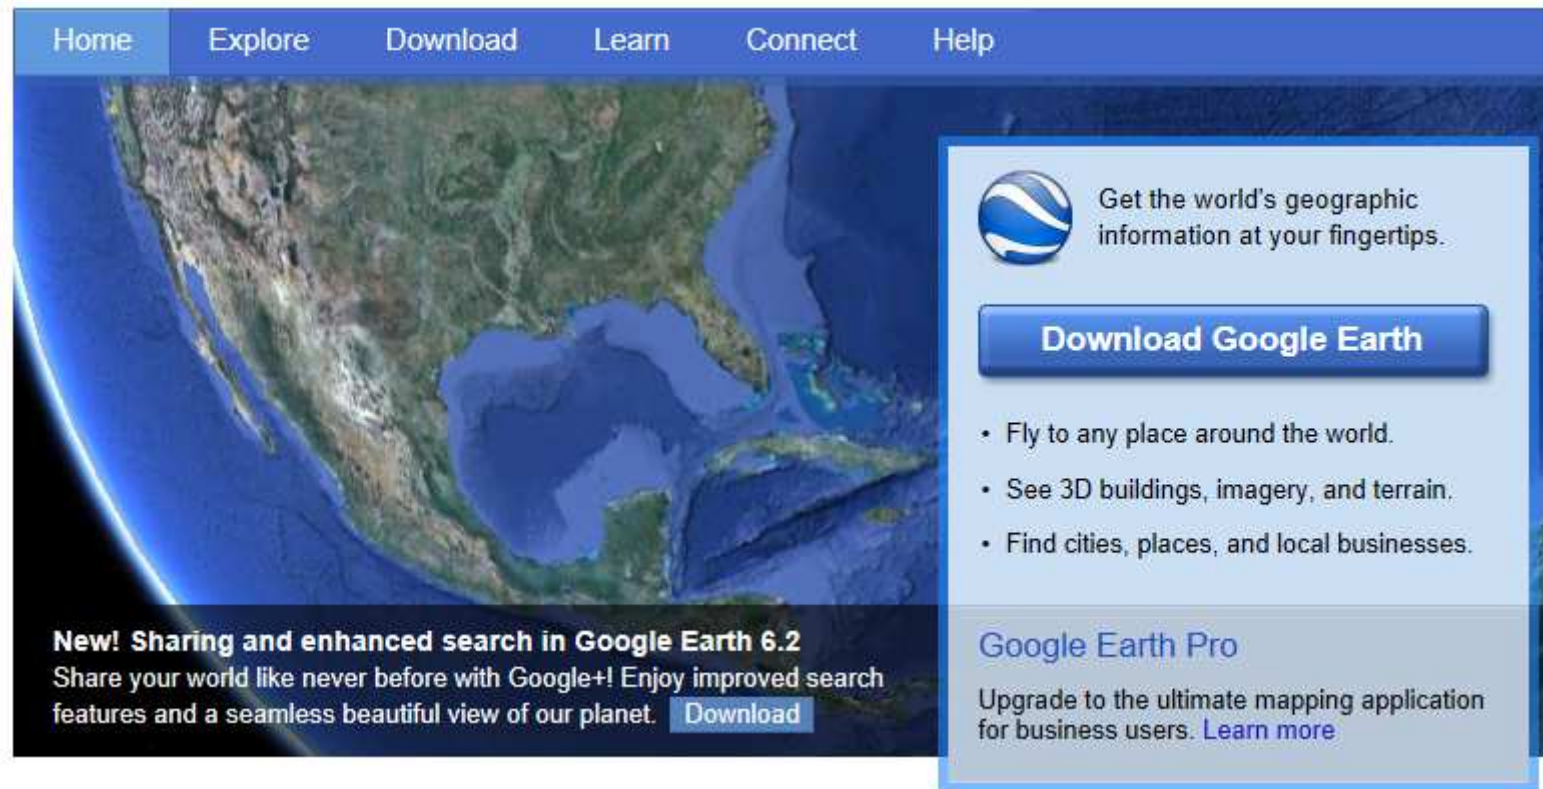 Home Explore Download Learn Connect Help
Get the world's geographic
information at your fingertips.
Download Google Earth
• Fly to any place around the world.
• See 3D buildings, imagery, and terrain.
• Find cities, places, and local businesses.
New! Sharing and enhanced search in Google Earth 6.2
Share your world like never before with Google+! Enjoy improved search
features and a seamless beautiful view of our planet. Download
Google Earth Pro
Upgrade to the ultimate mapping application
for business users. Learn more